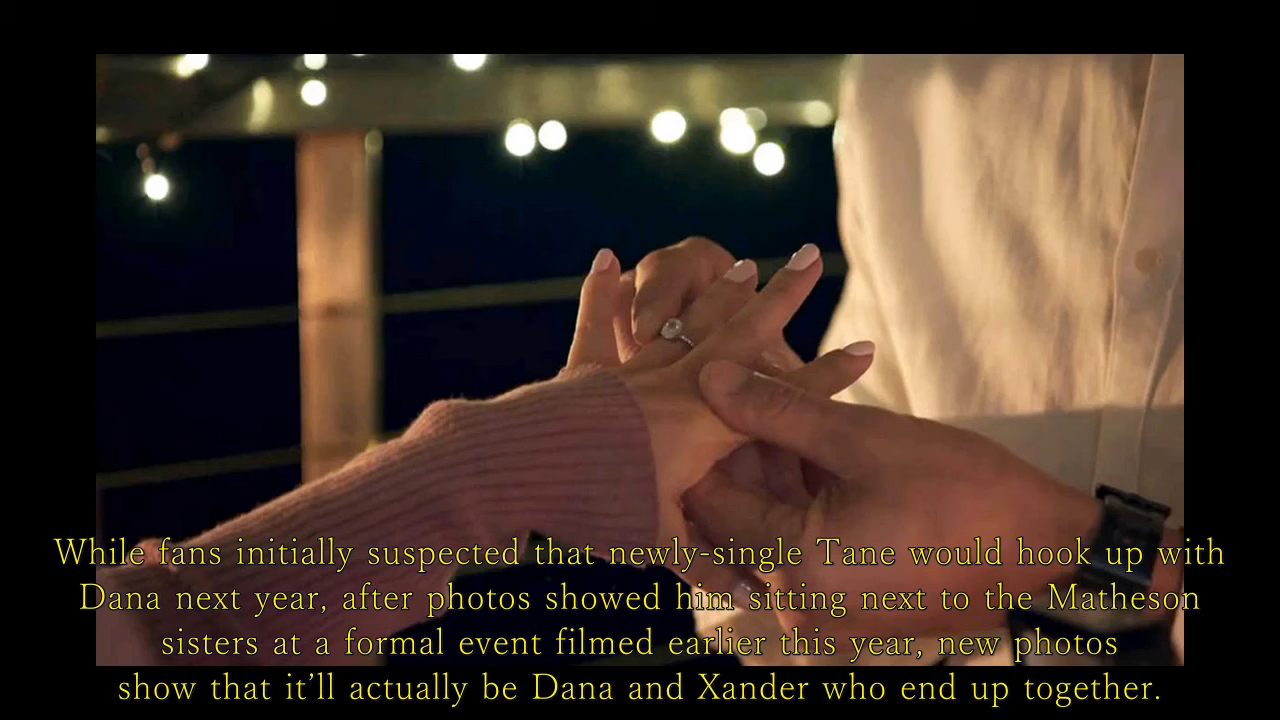 While fans initially suspected that newly-single Tane would hook up with
Dana next year, after photos showed him sitting next to the Matheson
sisters at a formal event filmed earlier this year, new photos
show that it’ll actually be Dana and Xander who end up together.